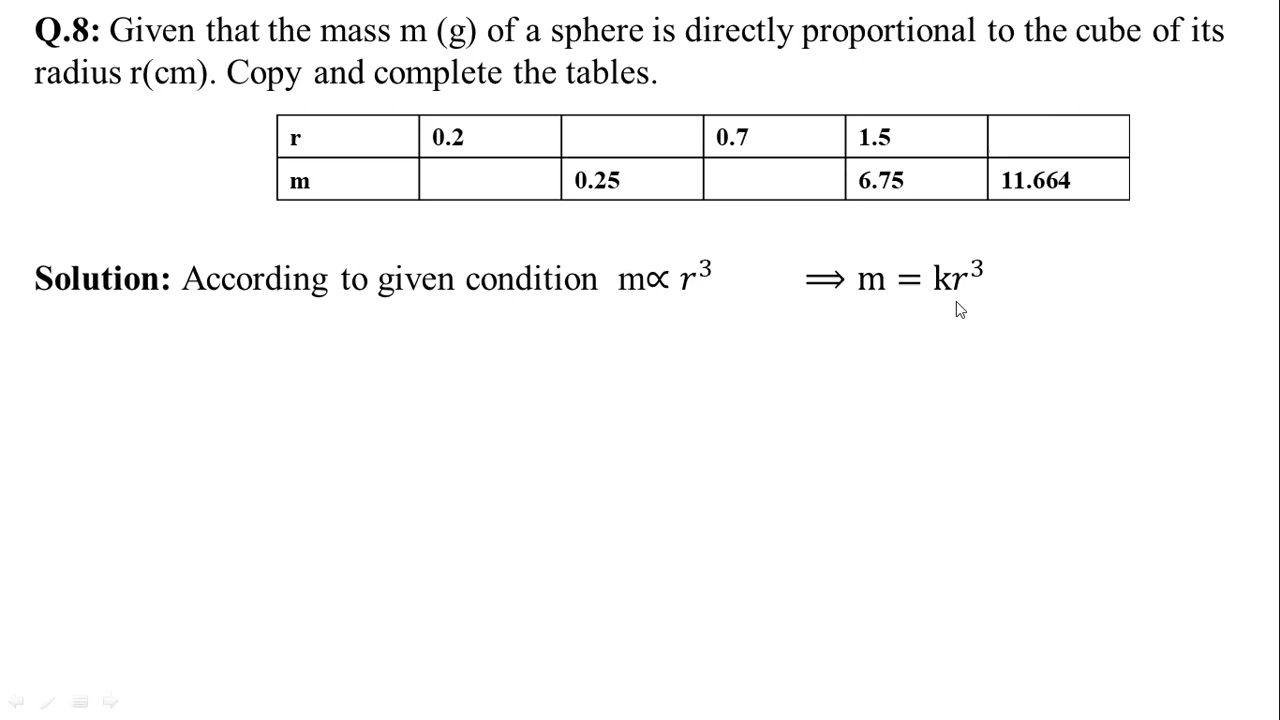 Q.8: Given that the mass m (g) of a sphere is directly proportional to the cube of its
radius r(cm). Copy and complete the tables.
r 0.2 0.7 1.5
m 0.25 6.75 11.664
Solution: According to given condition m∝ r³ ⟹ m = kr³